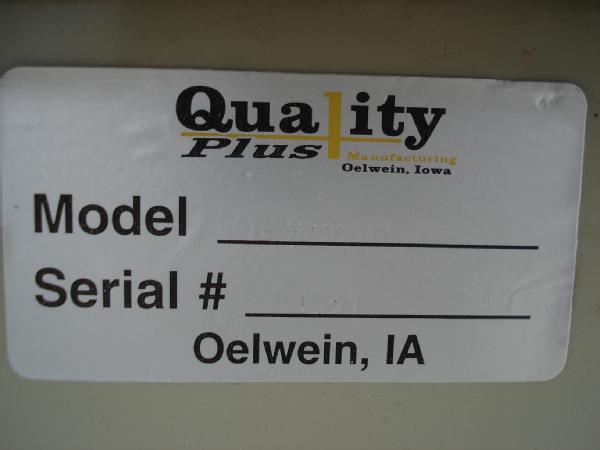 Quality
Plus Manufacturing
Oelwein, Iowa
Model
Serial #
Oelwein, IA